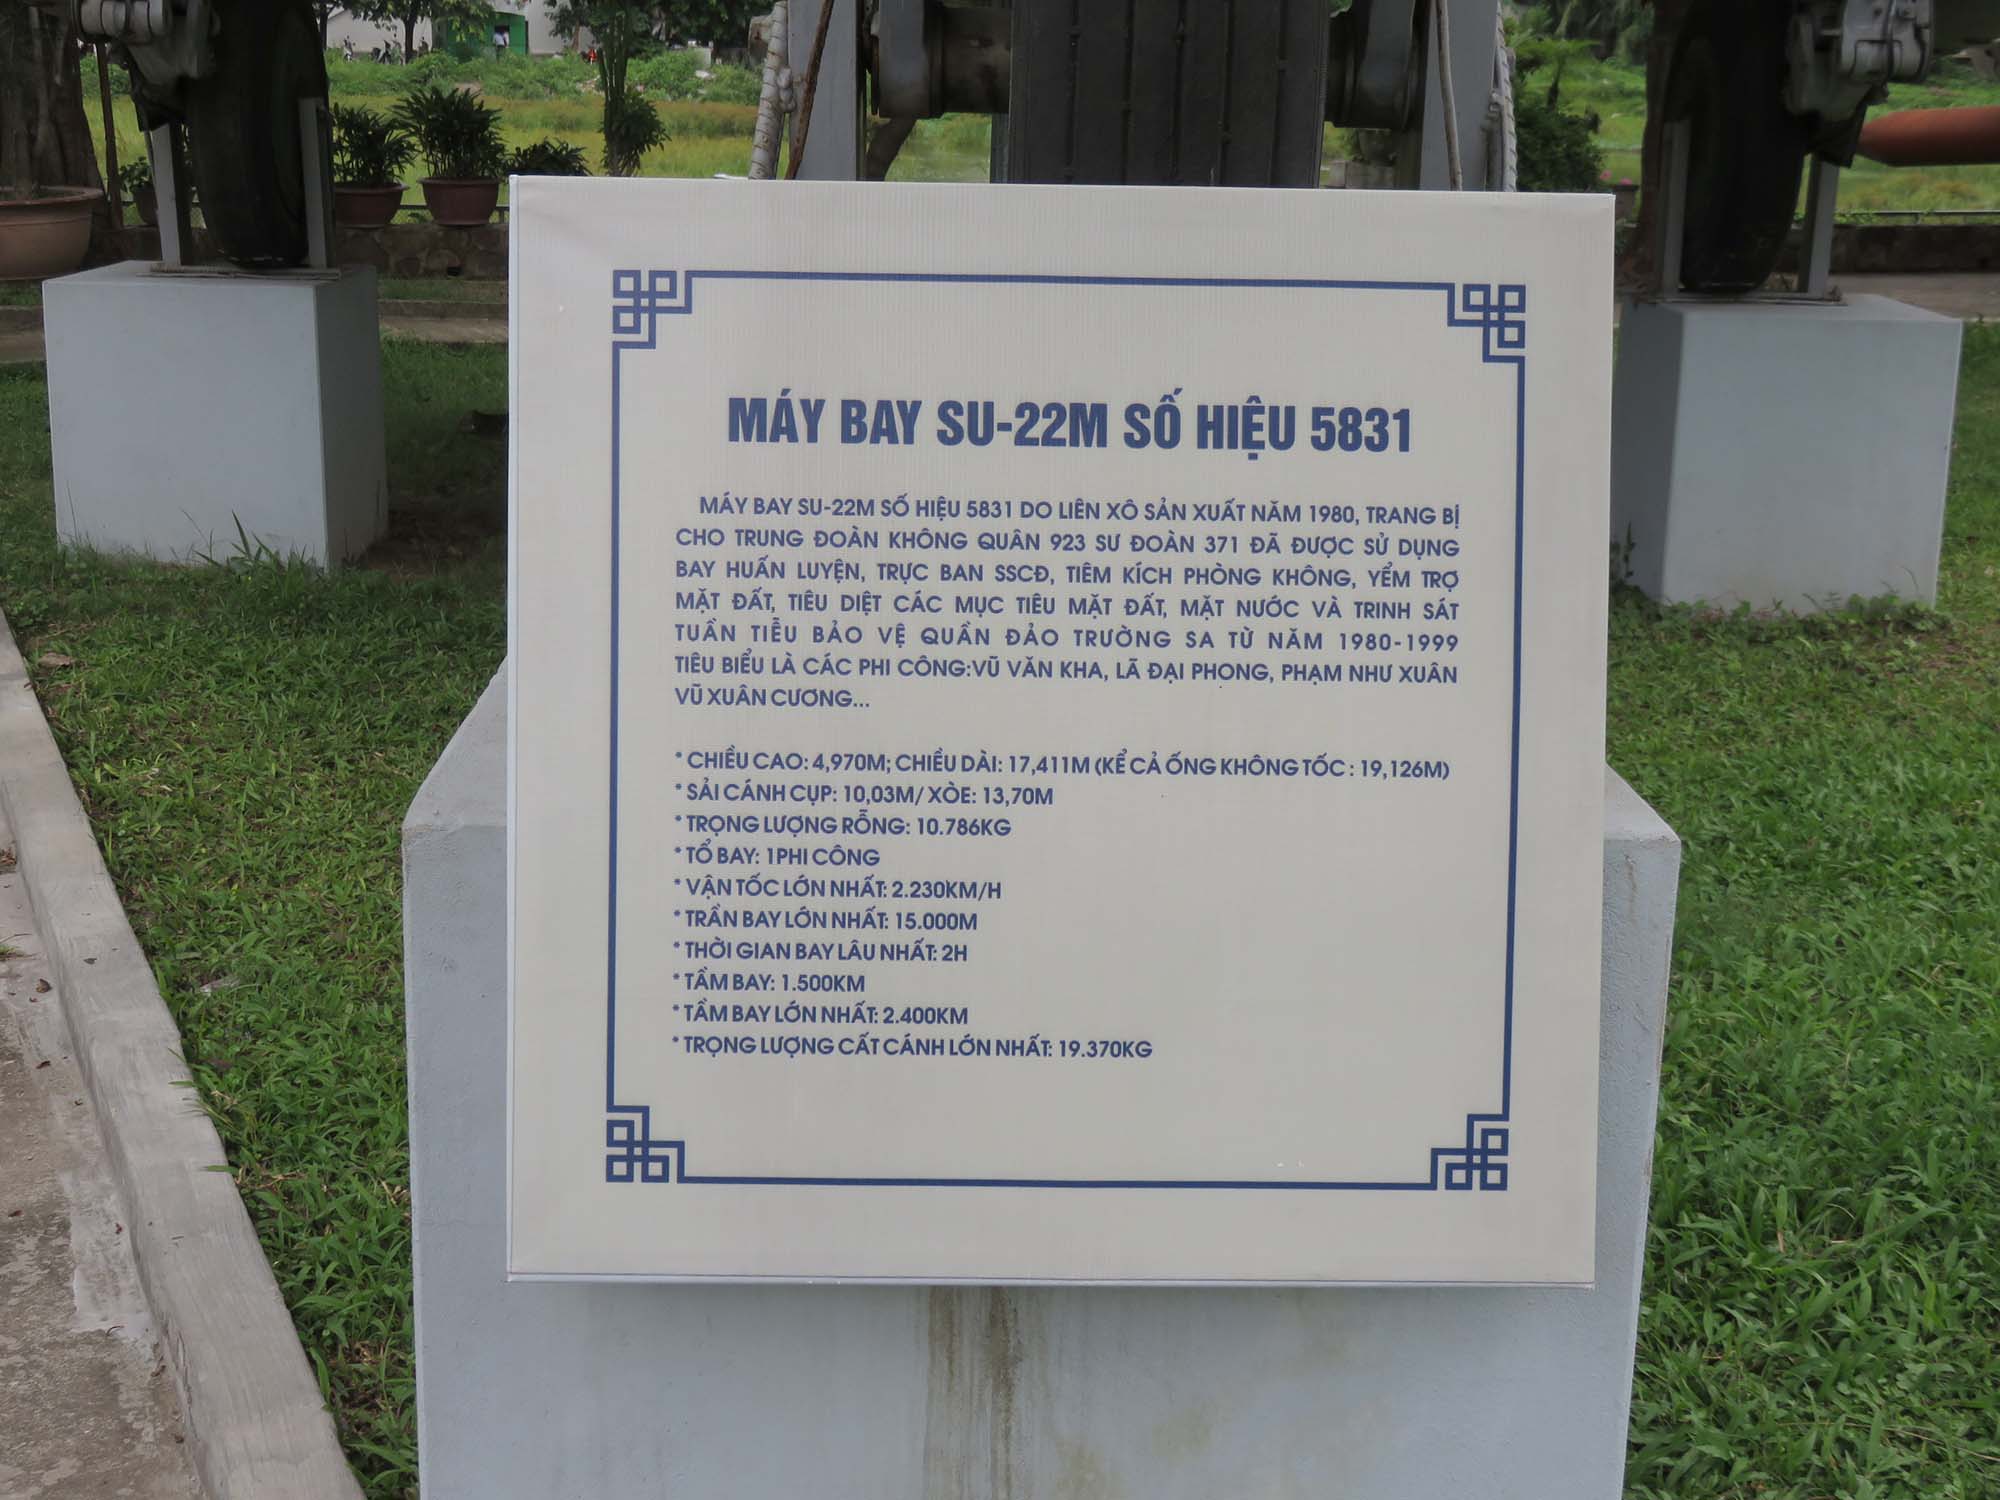 MÁY BAY SU-22M SỐ HIỆU 5831
MÁY BAY SU-22M SỐ HIỆU 5831 DO LIÊN XÔ SẢN XUẤT NĂM 1980, TRANG BỊ
CHO TRUNG ĐOÀN KHÔNG QUÂN 923 SƯ ĐOÀN 371 ĐÃ ĐƯỢC SỬ DỤNG
BAY HUẤN LUYỆN, TRỰC BAN SSCĐ, TIÊM KÍCH PHÒNG KHÔNG, YỂM TRỢ
MẶT ĐẤT, TIÊU DIỆT CÁC MỤC TIÊU MẶT ĐẤT, MẶT NƯỚC VÀ TRINH SÁT
TUẦN TIỄU BẢO VỆ QUẦN ĐẢO TRƯỜNG SA TỪ NĂM 1980-1999
TIÊU BIỂU LÀ CÁC PHI CÔNG:VŨ VĂN KHA, LÃ ĐẠI PHONG, PHẠM NHƯ XUÂN
VŨ XUÂN CƯƠNG...
* CHIỀU CAO: 4,970M; CHIỀU DÀI: 17,411M (KỂ CẢ ỐNG KHÔNG TỐC : 19,126M)
* SẢI CÁNH CỤP: 10,03M/ XÒE: 13,70M
* TRỌNG LƯỢNG RỖNG: 10.786KG
* TỔ BAY: 1PHI CÔNG
* VẬN TỐC LỚN NHẤT: 2.230KM/H
* TRẦN BAY LỚN NHẤT: 15.000M
* THỜI GIAN BAY LÂU NHẤT: 2H
* TẦM BAY: 1.500KM
* TẦM BAY LỚN NHẤT: 2.400KM
* TRỌNG LƯỢNG CẤT CÁNH LỚN NHẤT: 19.370KG